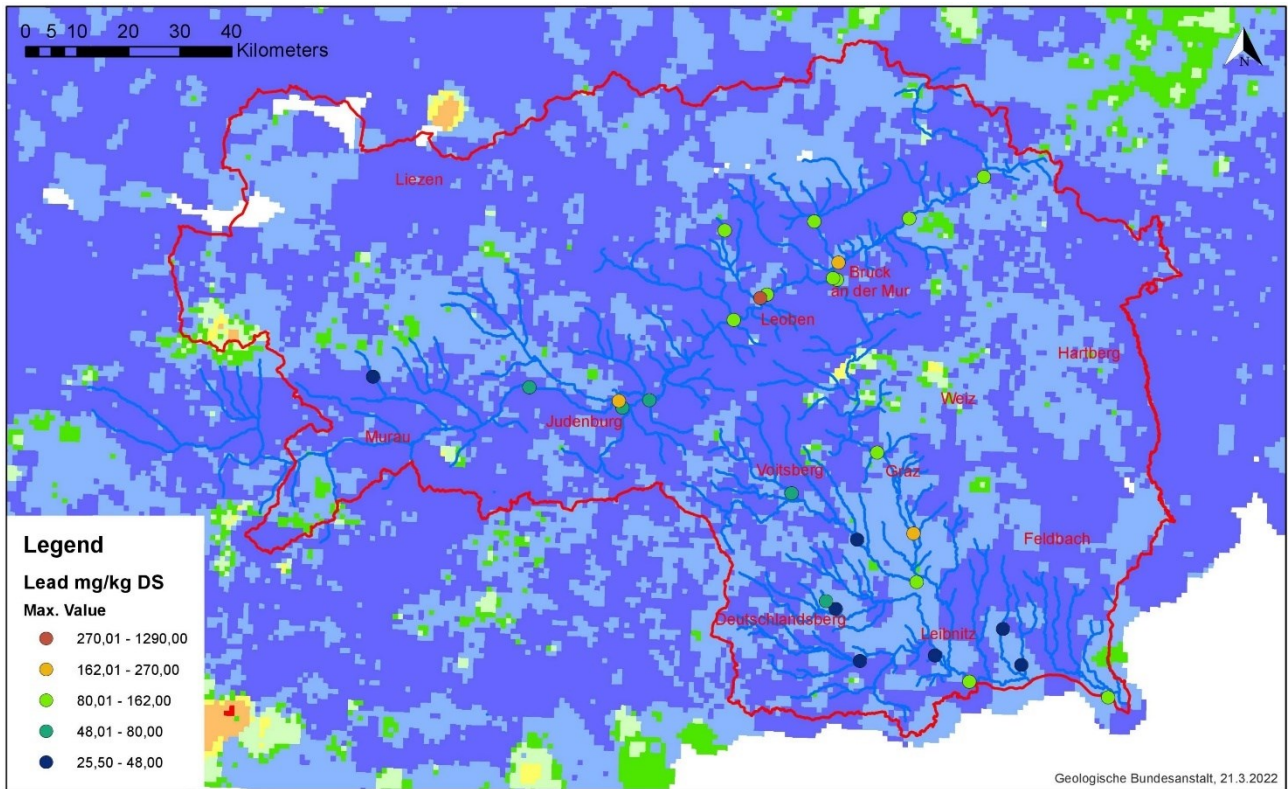 0 5 10 20 30 40
Kilometers
N
Liezen
Bruck
an der Mur
Leoben
Hartberg
Weiz
Judenburg
Murau
Voitsberg
Graz
Feldbach
Deutschlandsberg
Leibnitz
Legend
Lead mg/kg DS
Max. Value
270,01 - 1290,00
162,01 - 270,00
80,01 - 162,00
48,01 - 80,00
25,50 - 48,00
Geologische Bundesanstalt, 21.3.2022